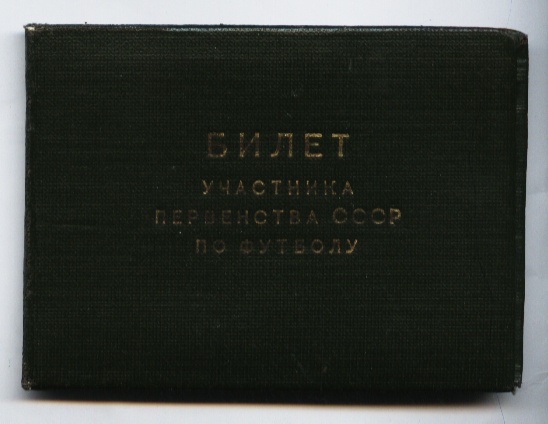 БИЛЕТ
УЧАСТНИКА
ПЕРВЕНСТВА СССР
ПО ФУТБОЛУ